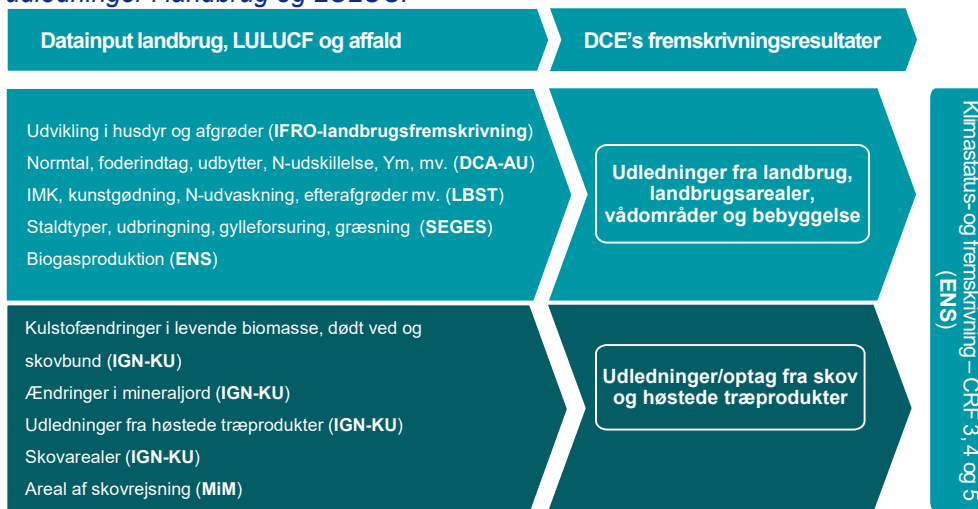 udledninger i landbrug og LULUCF
Datainput landbrug, LULUCF og affald
DCE's fremskrivningsresultater
Udvikling i husdyr og afgrøder (IFRO-landbrugsfremskrivning)
Normtal, foderindtag, udbytter, N-udskillelse, Ym, mv. (DCA-AU)
IMK, kunstgødning, N-udvaskning, efterafgrøder mv. (LBST)
Staldtyper, udbringning, gylleforsuring, græsning (SEGES)
Biogasproduktion (ENS)
Udledninger fra landbrug,
landbrugsarealer,
vådområder og bebyggelse
Kulstofændringer i levende biomasse, dødt ved og
skovbund (IGN-KU)
Ændringer i mineraljord (IGN-KU)
Udledninger fra høstede træprodukter (IGN-KU)
Skovarealer (IGN-KU)
Areal af skovrejsning (MiM)
Udledninger/optag fra skov
og høstede træprodukter
Klimastatus- og fremskrivning – CRF 3, 4 og 5
(ENS)